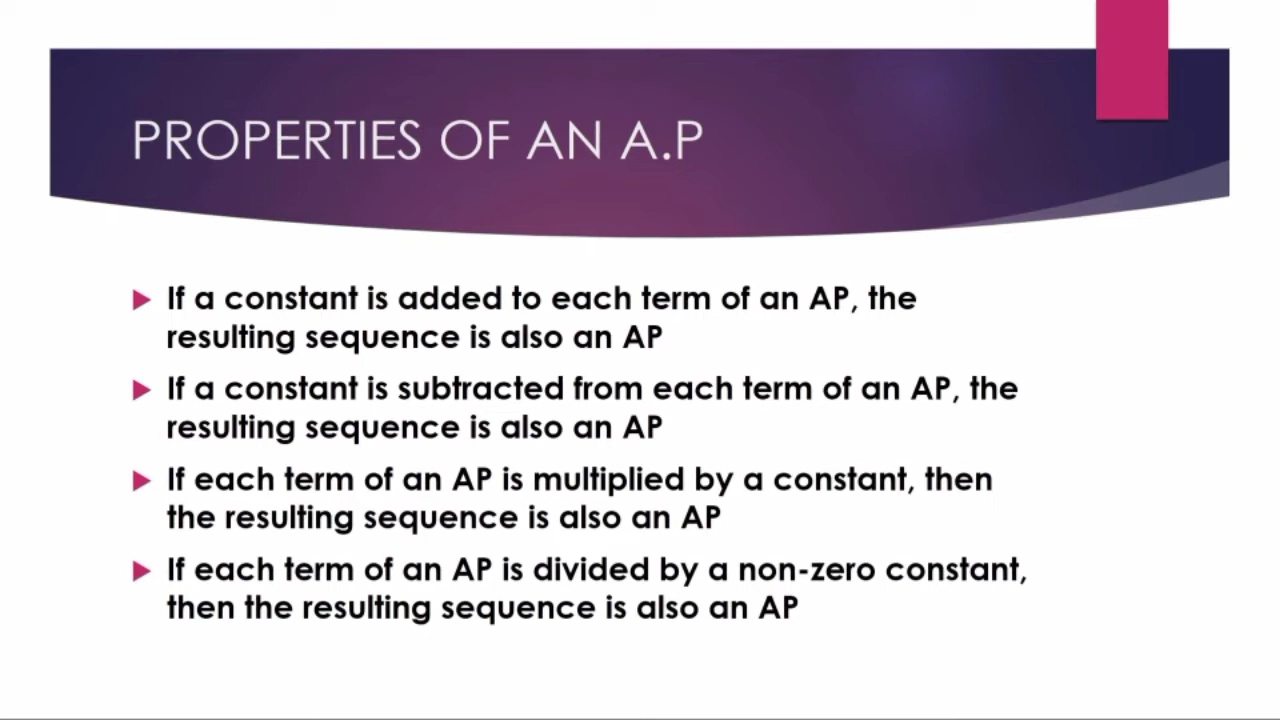 PROPERTIES OF AN A.P
If a constant is added to each term of an AP, the
resulting sequence is also an AP
If a constant is subtracted from each term of an AP, the
resulting sequence is also an AP
If each term of an AP is multiplied by a constant, then
the resulting sequence is also an AP
If each term of an AP is divided by a non-zero constant,
then the resulting sequence is also an AP